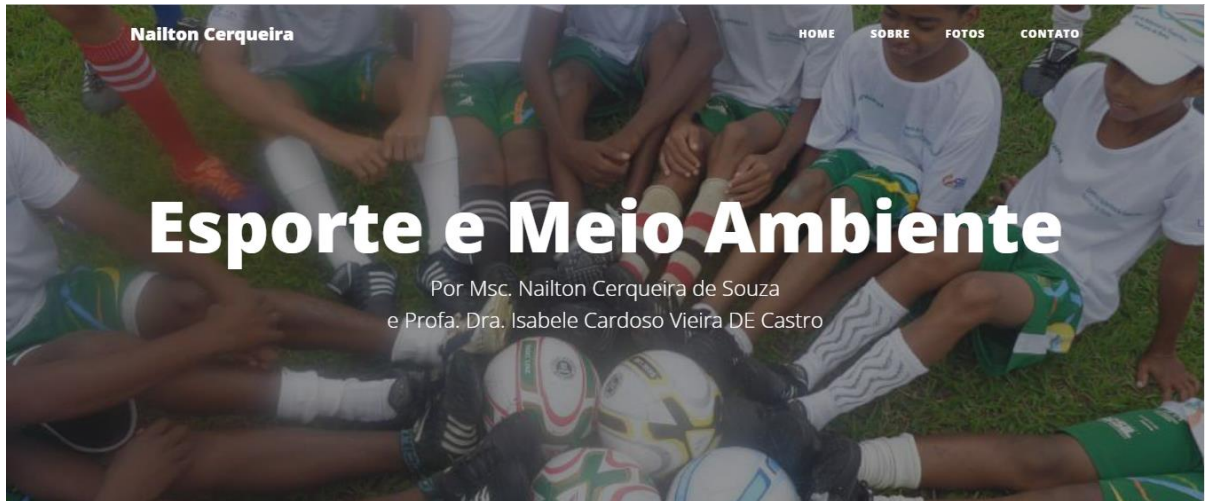 Nailton Cerqueira
HOME SOBRE FOTOS CONTATO
Esporte e Meio Ambiente
Por Msc. Nailton Cerqueira de Souza
e Profa. Dra. Isabele Cardoso Vieira DE Castro